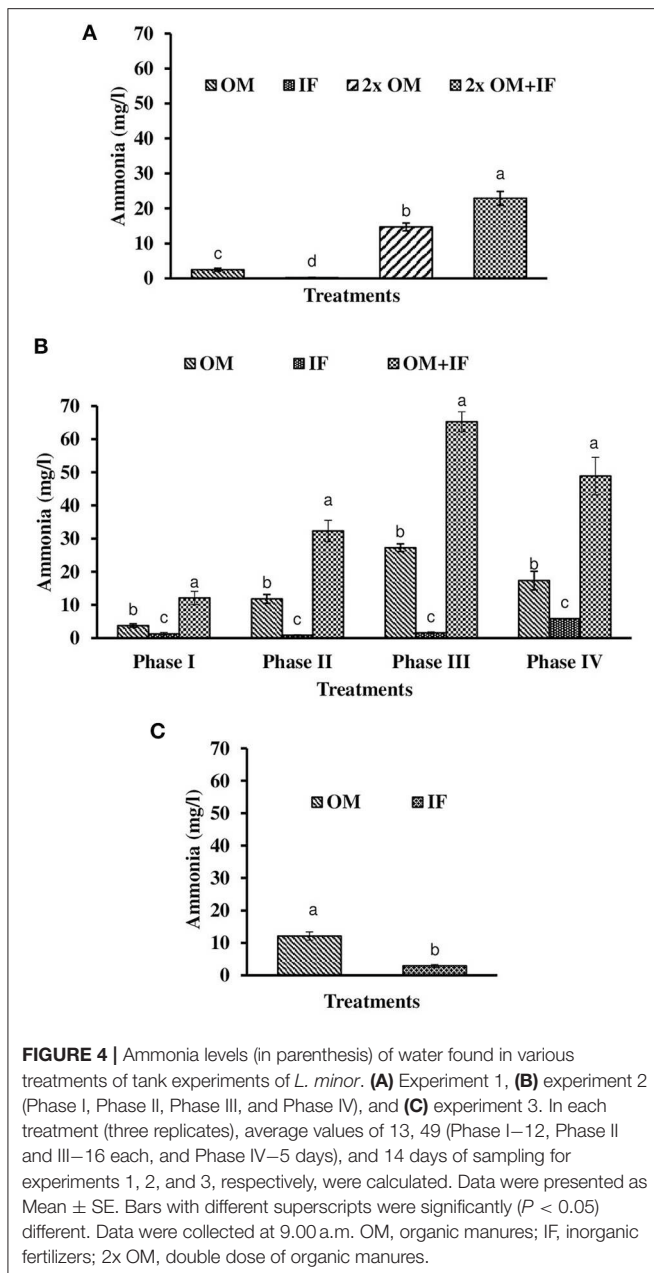 A
OM IF 2x OM 2x OM+IF
Ammonia (mg/l)
70
60
50
40
30
20
10
0
c
d
b
a
Treatments
B
OM IF OM+IF
Ammonia (mg/l)
70
60
50
40
30
20
10
0
b c a
b c a
b c a
b c a
Phase I Phase II Phase III Phase IV
Treatments
C
OM IF
Ammonia (mg/l)
70
60
50
40
30
20
10
0
a
b
Treatments
FIGURE 4 | Ammonia levels (in parenthesis) of water found in various
treatments of tank experiments of L. minor. (A) Experiment 1, (B) experiment 2
(Phase I, Phase II, Phase III, and Phase IV), and (C) experiment 3. In each
treatment (three replicates), average values of 13, 49 (Phase I–12, Phase II
and III–16 each, and Phase IV–5 days), and 14 days of sampling for
experiments 1, 2, and 3, respectively, were calculated. Data were presented as
Mean ± SE. Bars with different superscripts were significantly (P < 0.05)
different. Data were collected at 9.00 a.m. OM, organic manures; IF, inorganic
fertilizers; 2x OM, double dose of organic manures.